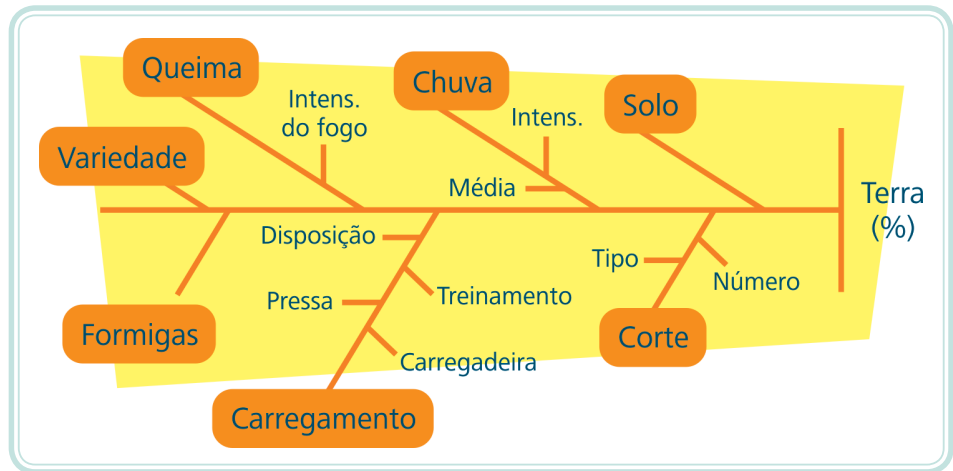 Queima
Chuva
Solo
Intens.
do fogo
Intens.
Variedade
Média
Terra
(%)
Disposição
Tipo
Número
Pressa
Treinamento
Formigas
Corte
Carregadeira
Carregamento